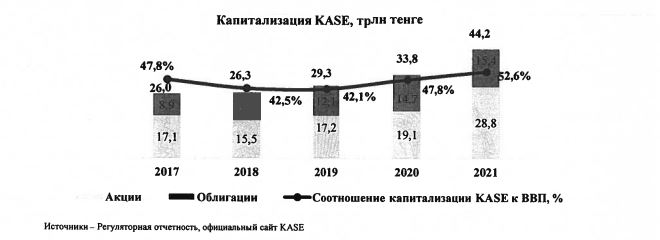 Капитализация KASE, трлн тенге
44,2
47,8% 33,8 15,4
26,0 26,3 29,3 52,6%
8,9 42,5% 12,1 42,1% 14,7 47,8%
17,1 15,5 17,2 19,1 28,8
2017 2018 2019 2020 2021
Акции Облигации Соотношение капитализации KASE к ВВП, %
Источники – Регуляторная отчетность, официальный сайт KASE